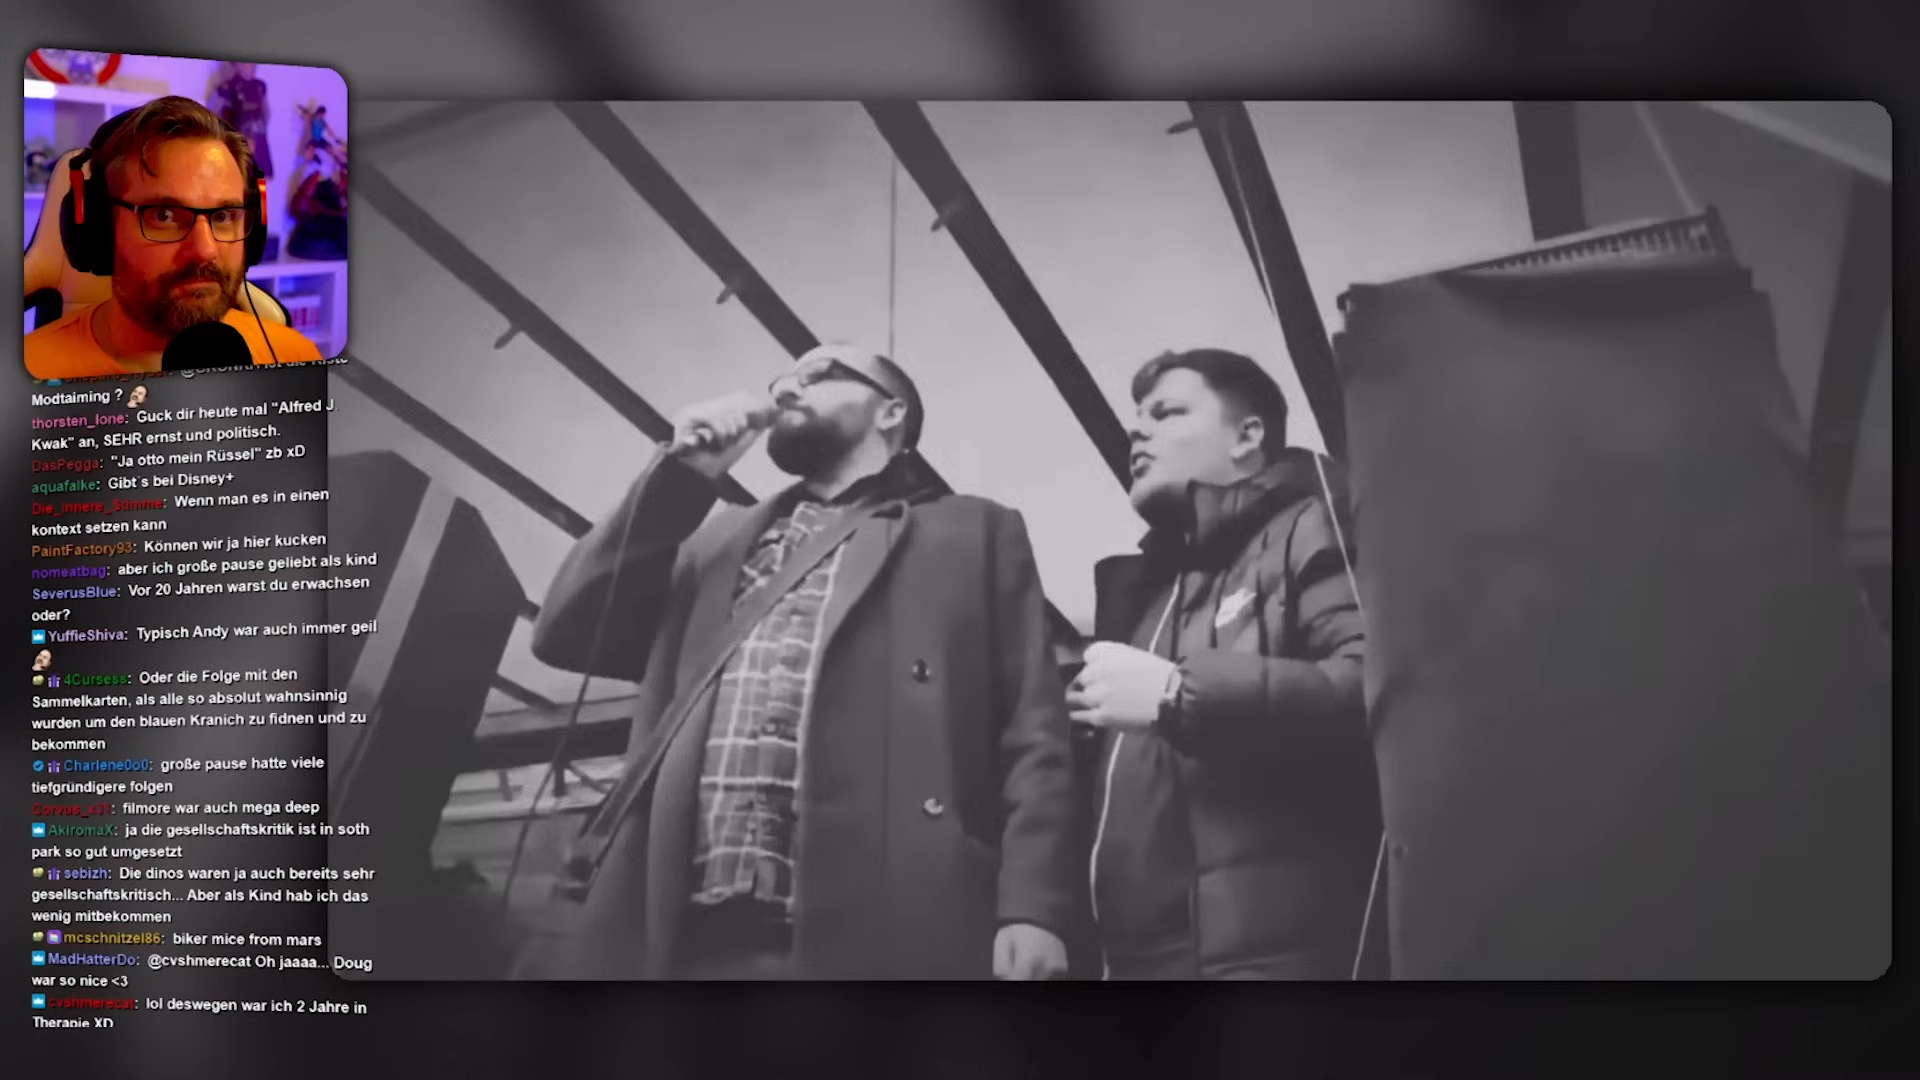 Modtaiming ?
thorsten_lone: Guck dir heute mal "Alfred J.
Kwak" an, SEHR ernst und politisch.
DasPegga: "Ja otto mein Rüssel" zb xD
aquafalke: Gibt´s bei Disney+
Die_innere_Stimme: Wenn man es in einen
kontext setzen kann
PaintFactory93: Können wir ja hier kucken
nomeatbag: aber ich große pause geliebt als kind
SeverusBlue: Vor 20 Jahren warst du erwachsen
oder?
YuffieShiva: Typisch Andy war auch immer geil
4Cursess: Oder die Folge mit den
Sammelkarten, als alle so absolut wahnsinnig
wurden um den blauen Kranich zu fidnen und zu
bekommen
Charlene0o0: große pause hatte viele
tiefgründigere folgen
Corvus_x31: filmore war auch mega deep
AkiromaX: ja die gesellschaftskritik ist in soth
park so gut umgesetzt
sebizh: Die dinos waren ja auch bereits sehr
gesellschaftskritisch... Aber als Kind hab ich das
wenig mitbekommen
mcschnitzel86: biker mice from mars
MadHatterDo: @cvshmerecat Oh jaaaa... Doug
war so nice <3
cvshmerecat: lol deswegen war ich 2 Jahre in
Therapie XD